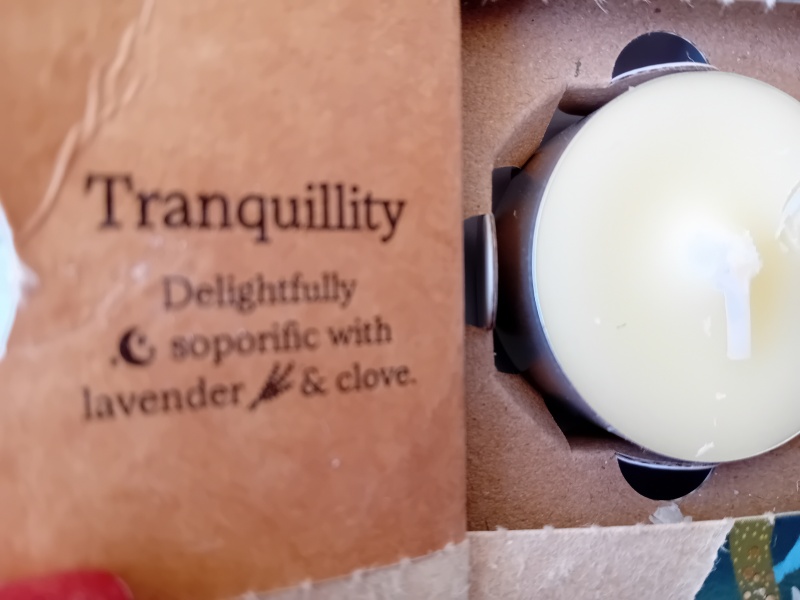 Tranquillity
Delightfully
soporific with
lavender & clove.